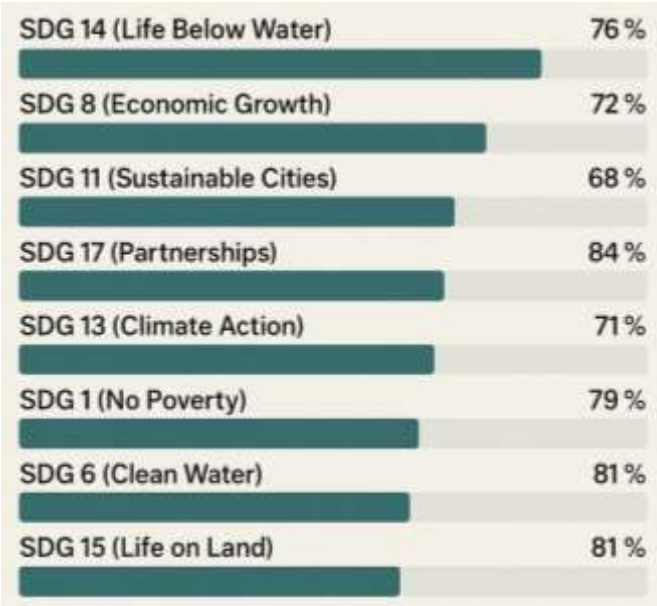 SDG 14 (Life Below Water) 76%
SDG 8 (Economic Growth) 72%
SDG 11 (Sustainable Cities) 68%
SDG 17 (Partnerships) 84%
SDG 13 (Climate Action) 71%
SDG 1 (No Poverty) 79%
SDG 6 (Clean Water) 81%
SDG 15 (Life on Land) 81%